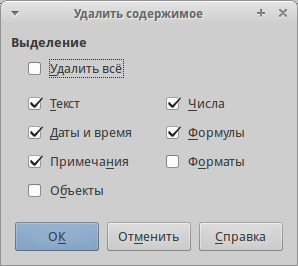 Удалить содержимое
Выделение
Удалить всё
Текст
Числа
Даты и время
Формулы
Примечания
Форматы
Объекты
OK
Отменить
Справка